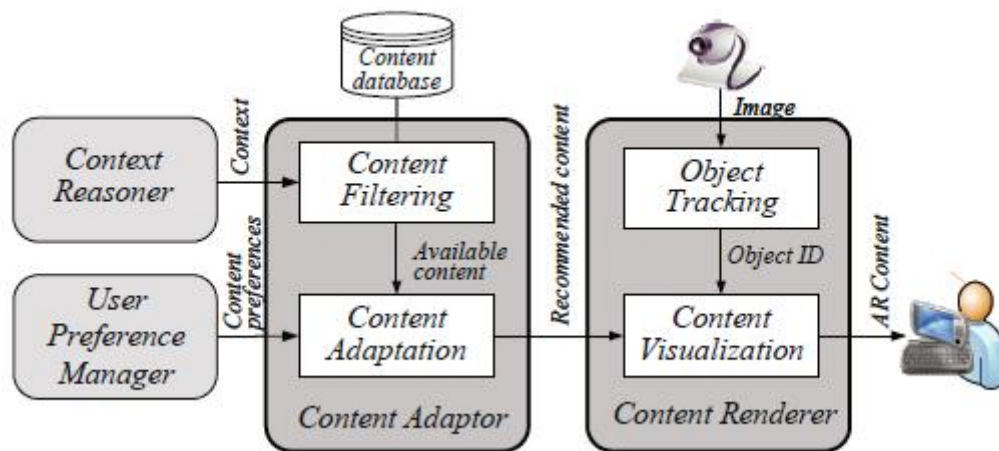 Content
database
Image
Context
Reasoner
Context
Content
Filtering
Object
Tracking
Recommended content
Available
content
Object ID
AR Content
User
Preference
Manager
Content
preferences
Content
Adaptation
Content
Visualization
Content Adaptor
Content Renderer